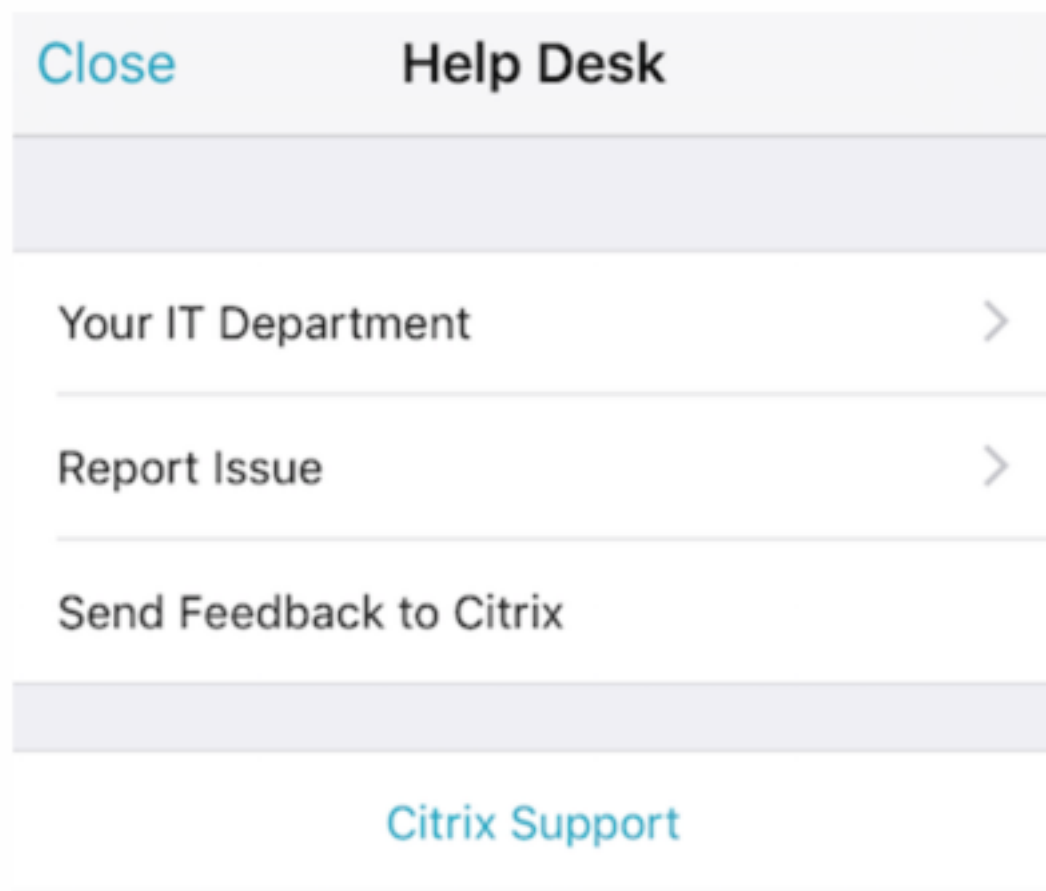 Close Help Desk
Your IT Department
Report Issue
Send Feedback to Citrix
Citrix Support